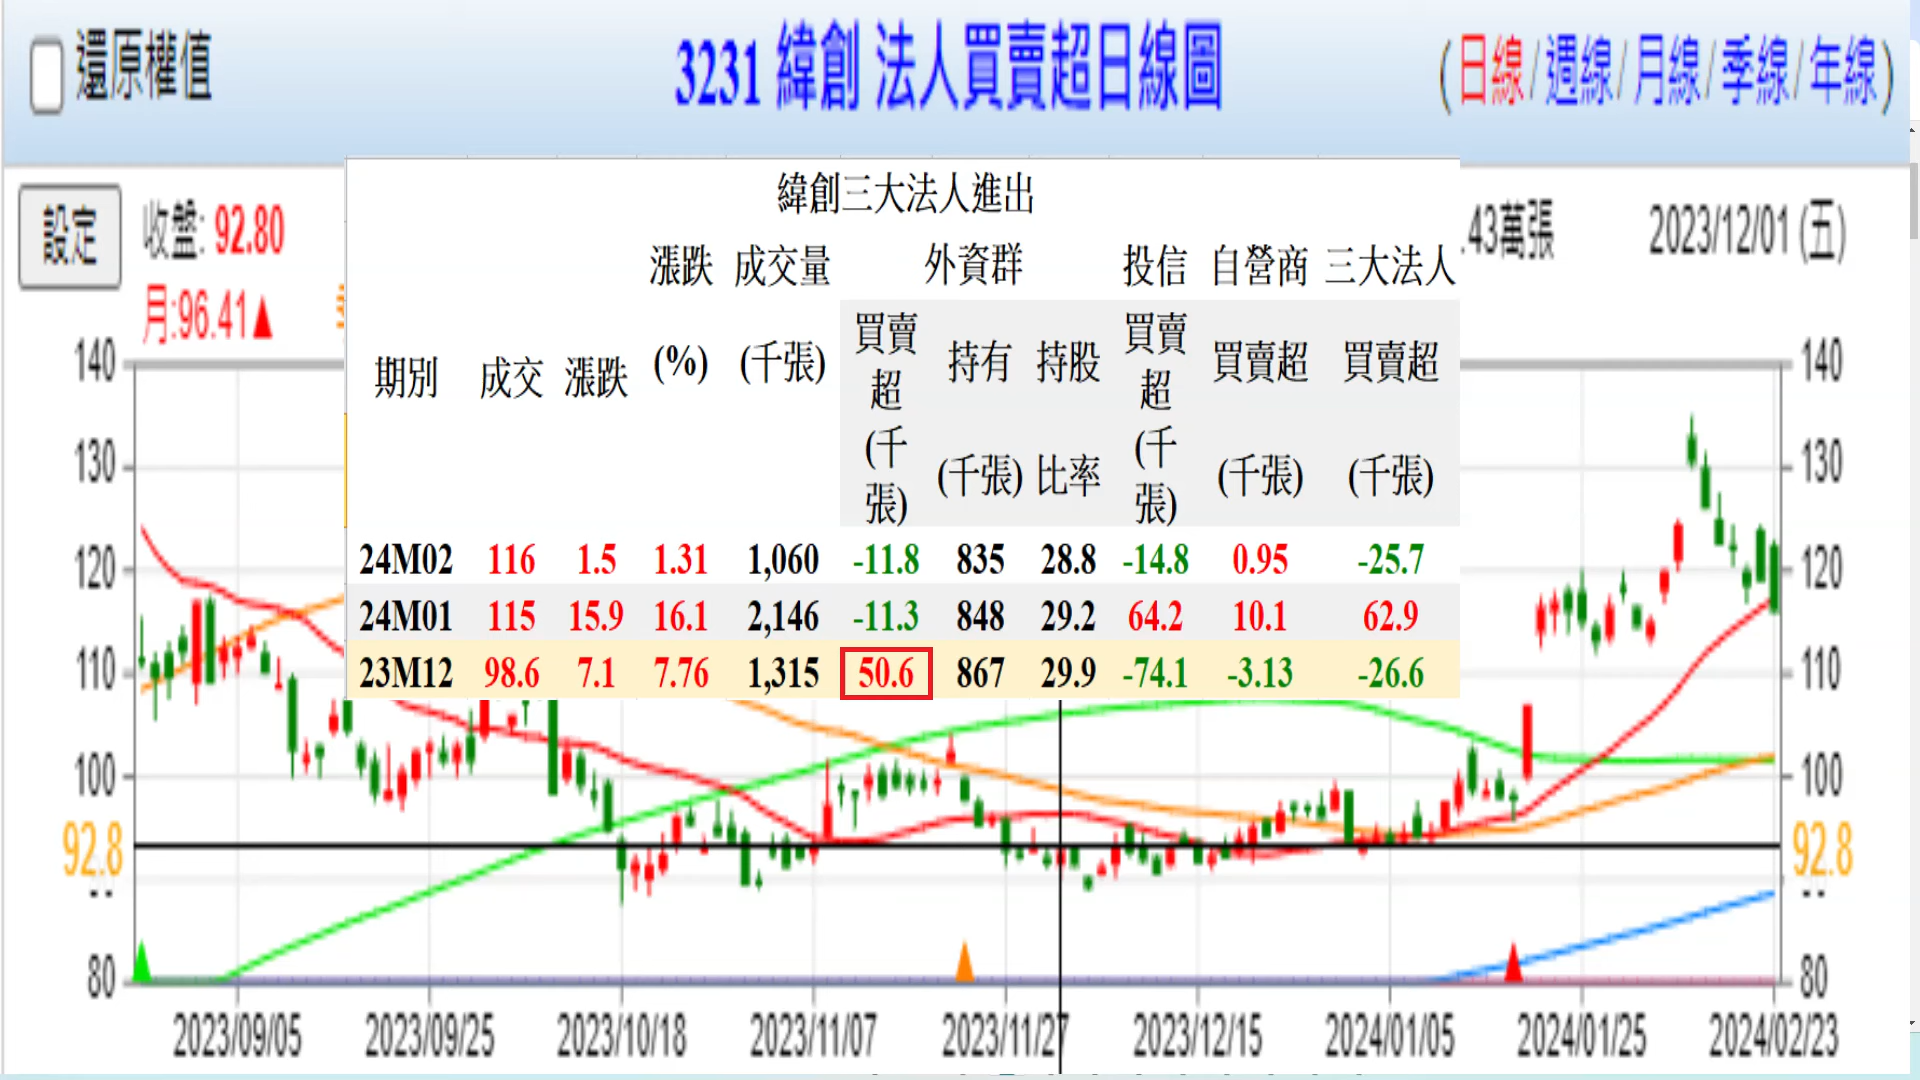 還原權值
3231 緯創 法人買賣超日線圖
(日線/週線/月線/季線/年線)
設定
收盤: 92.80
.43萬張
2023/12/01 (五)
月:96.41▲
緯創三大法人進出
漲跌 成交量 外資群 投信 自營商 三大法人
期別 成交 漲跌 (%) (千張) 買賣超(千張) 持有(千張) 持股比率 買賣超(千張) 買賣超(千張) 買賣超(千張)
24M02 116 1.5 1.31 1,060 -11.8 835 28.8 -14.8 0.95 -25.7
24M01 115 15.9 16.1 2,146 -11.3 848 29.2 64.2 10.1 62.9
23M12 98.6 7.1 7.76 1,315 50.6 867 29.9 -74.1 -3.13 -26.6
140 140
130 130
120 120
110 110
100 100
92.8 92.8
80 80
2023/09/05 2023/09/25 2023/10/18 2023/11/07 2023/11/27 2023/12/15 2024/01/05 2024/01/25 2024/02/23